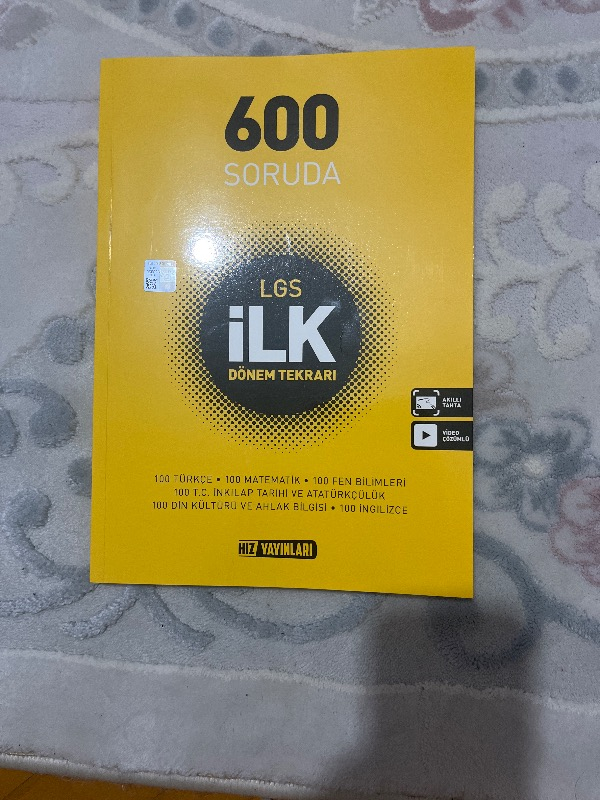 600
SORUDA
LGS
iLK
DÖNEM TEKRARI
AKILLI
TAHTA
VİDEO
ÇÖZÜMLÜ
100 TÜRKÇE • 100 MATEMATİK • 100 FEN BİLİMLERİ
100 T.C. İNKILAP TARİHİ VE ATATÜRKÇÜLÜK
100 DİN KÜLTÜRÜ VE AHLAK BİLGİSİ • 100 İNGİLİZCE
HIZ YAYINLARI